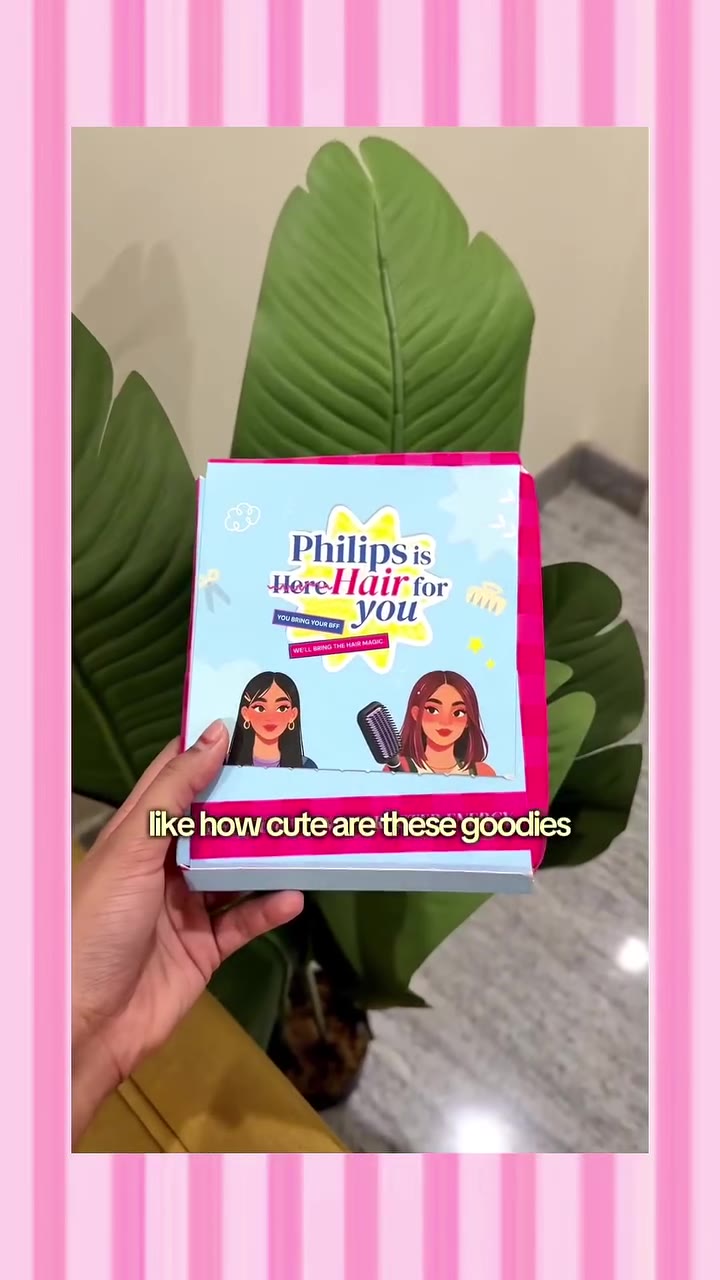 Philips is
Here Hair for
you
YOU BRING YOUR BFF
WE'LL BRING THE HAIR MAGIC
like how cute are these goodies